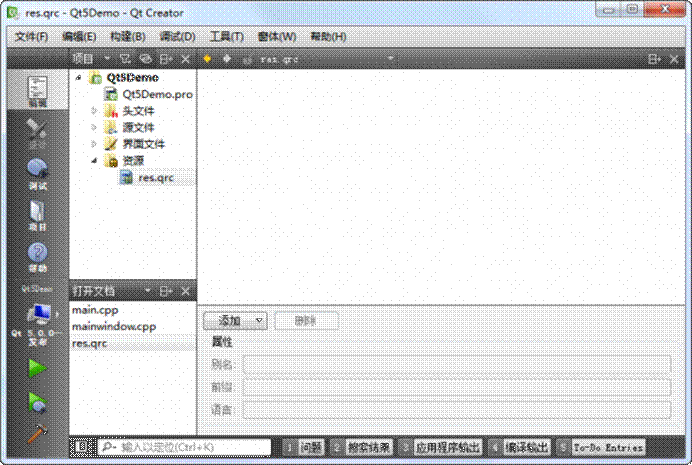 res.qrc - Qt5Demo - Qt Creator
文件(F) 编辑(E) 构建(B) 调试(D) 工具(T) 窗体(W) 帮助(H)
项目
res.qrc
Qt5Demo
Qt5Demo.pro
头文件
源文件
界面文件
资源
res.qrc
编辑
设计
调试
项目
帮助
Qt5Demo
Qt 5.0.0
发布
打开文档
main.cpp
mainwindow.cpp
res.qrc
添加 删除
属性
别名:
前缀:
语言:
输入以定位(Ctrl+K) 1 问题 2 搜索结果 3 应用程序输出 4 编译输出 5 To-Do Entries